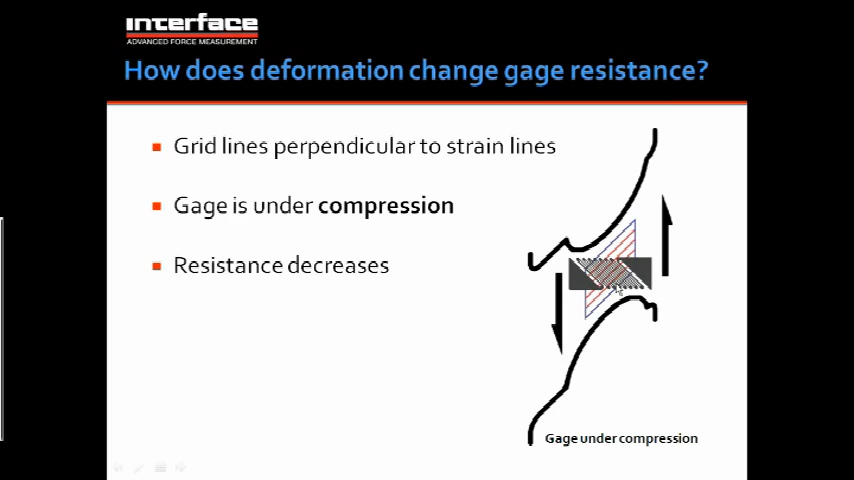 interface
ADVANCED FORCE MEASUREMENT
How does deformation change gage resistance?
Grid lines perpendicular to strain lines
Gage is under compression
Resistance decreases
Gage under compression